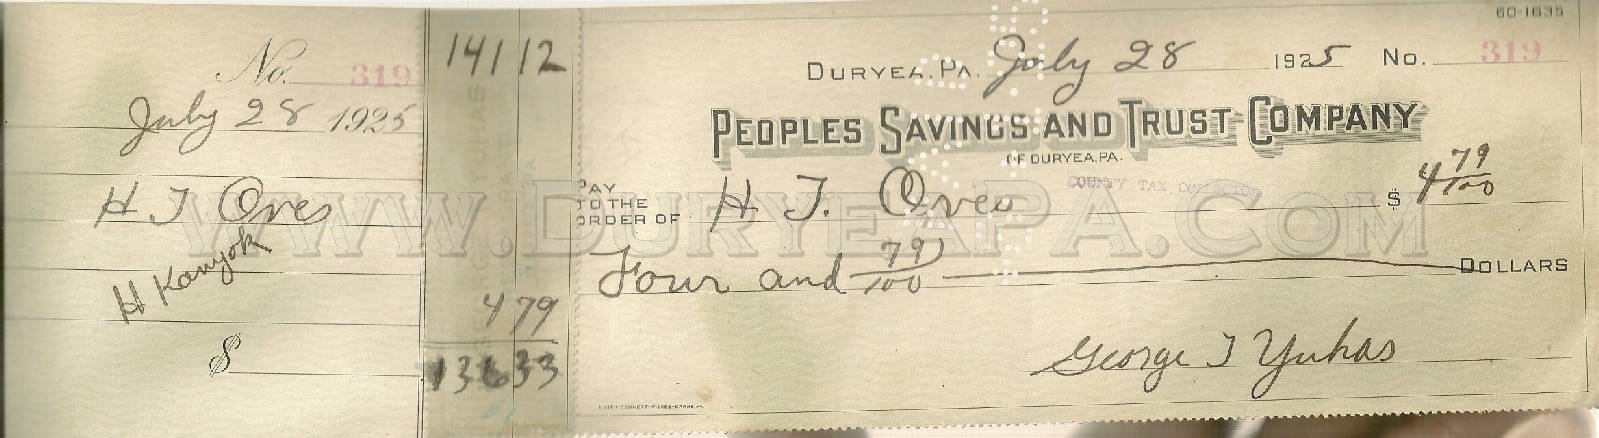 No. 319
July 28 1925
H J Oves
H Kanyok
$
141 12
4 79
136 33
60-1635
DURYEA, PA. July 28 1925 No. 319
PEOPLES SAVINGS AND TRUST COMPANY
OF DURYEA, PA.
COUNTY TAX COLLECTOR
PAY TO THE ORDER OF H J. Oves $ 4 79/100
Four and 79/100 DOLLARS
George J Yuhas
WWW.DURYEAPA.COM